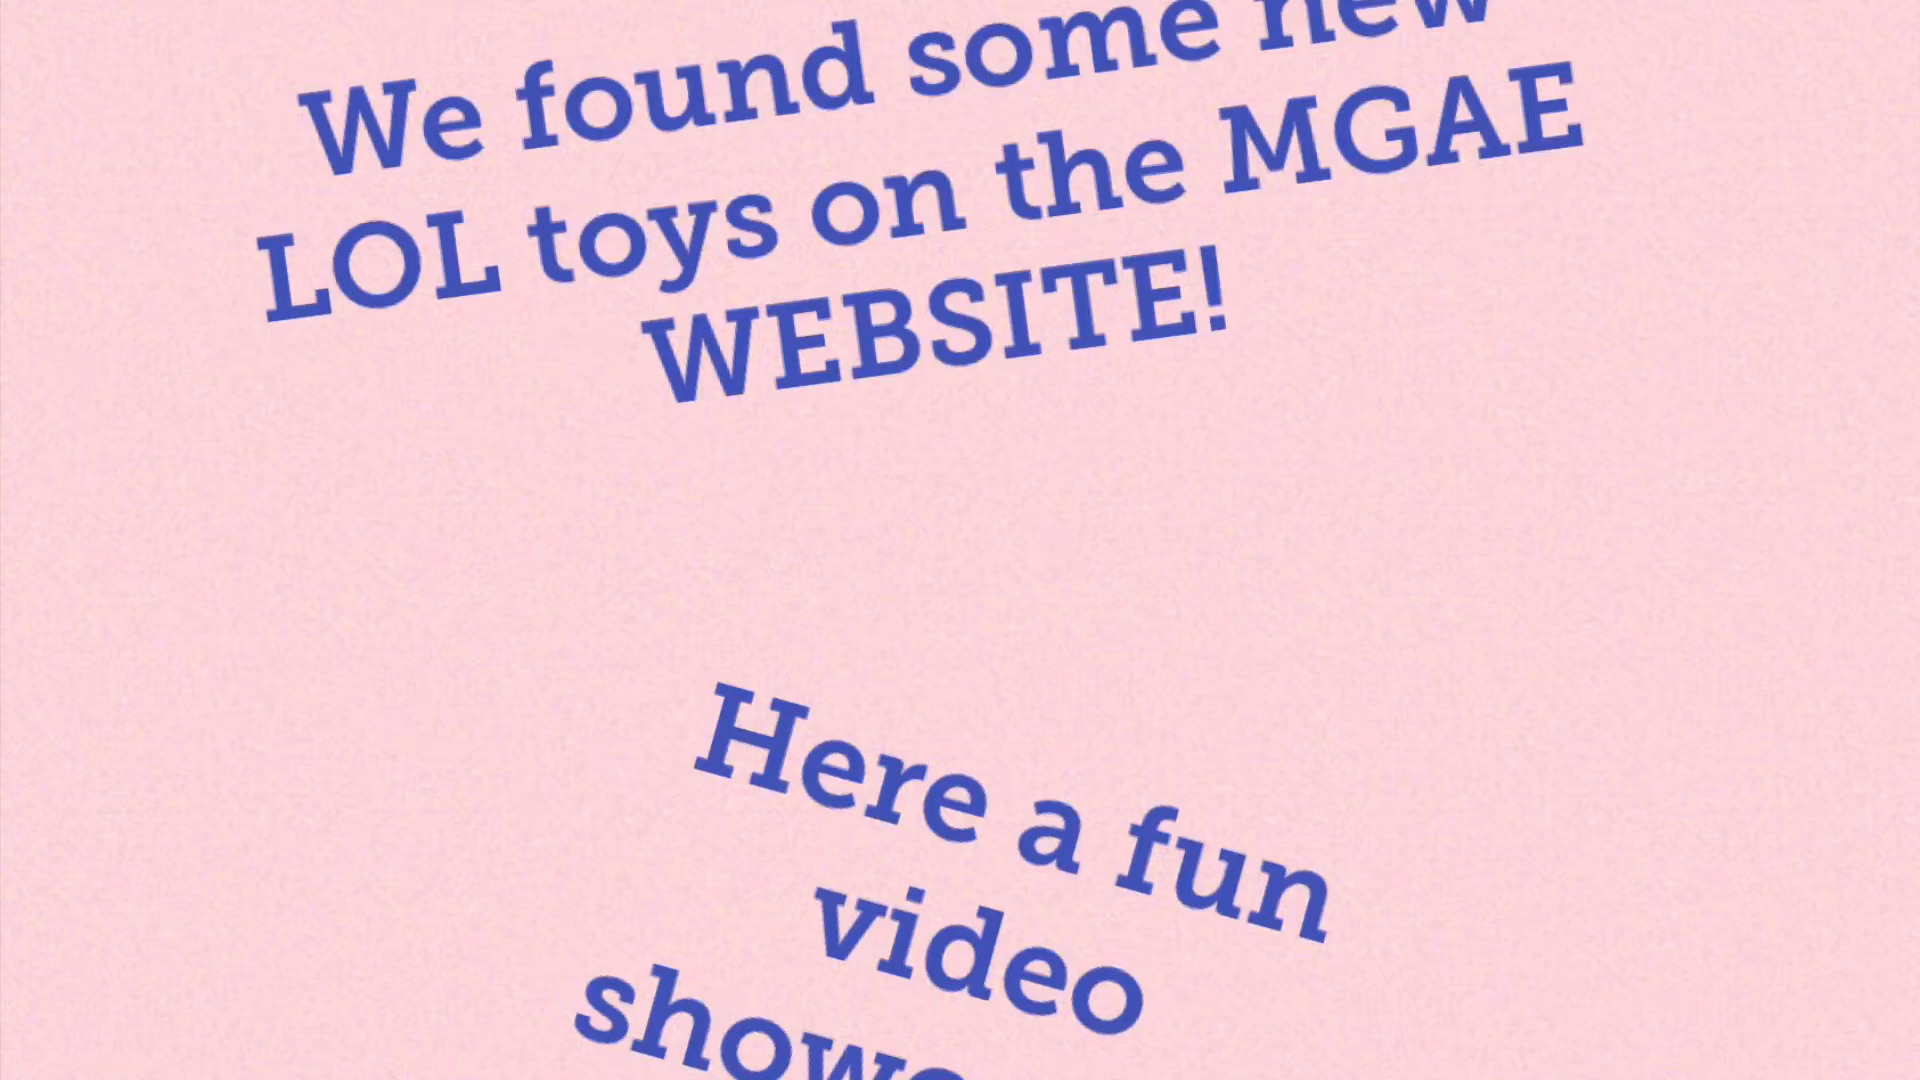 We found some new
LOL toys on the MGAE
WEBSITE!
Here a fun
video